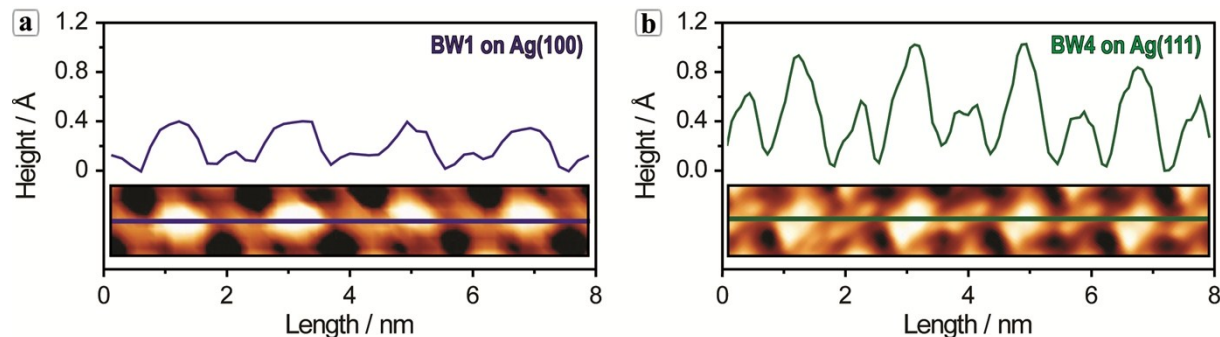 a
BW1 on Ag(100)
Height / Å
1.2
0.8
0.4
0
0 2 4 6 8
Length / nm
b
BW4 on Ag(111)
Height / Å
1.2
0.8
0.4
0.0
0 2 4 6 8
Length / nm